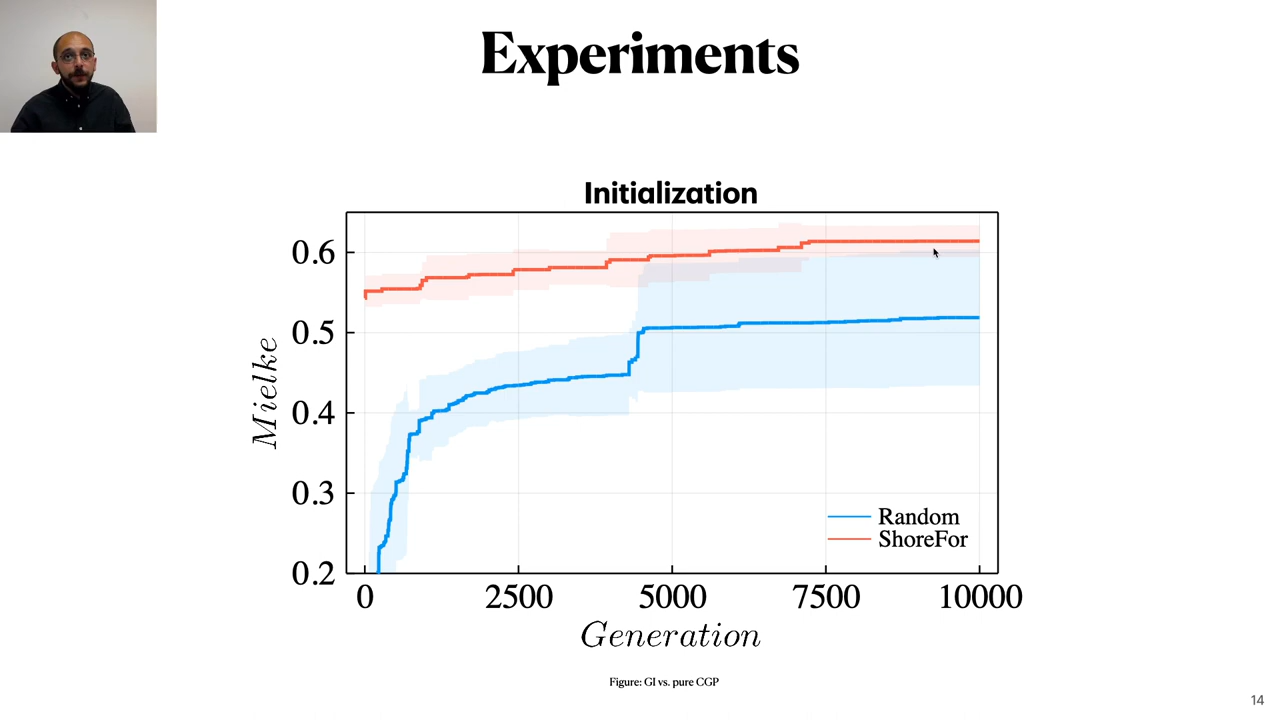 Experiments
Initialization
0.6
0.5
0.4
0.3
0.2
Mielke
Random
ShoreFor
0 2500 5000 7500 10000
Generation
Figure: GI vs. pure CGP
14